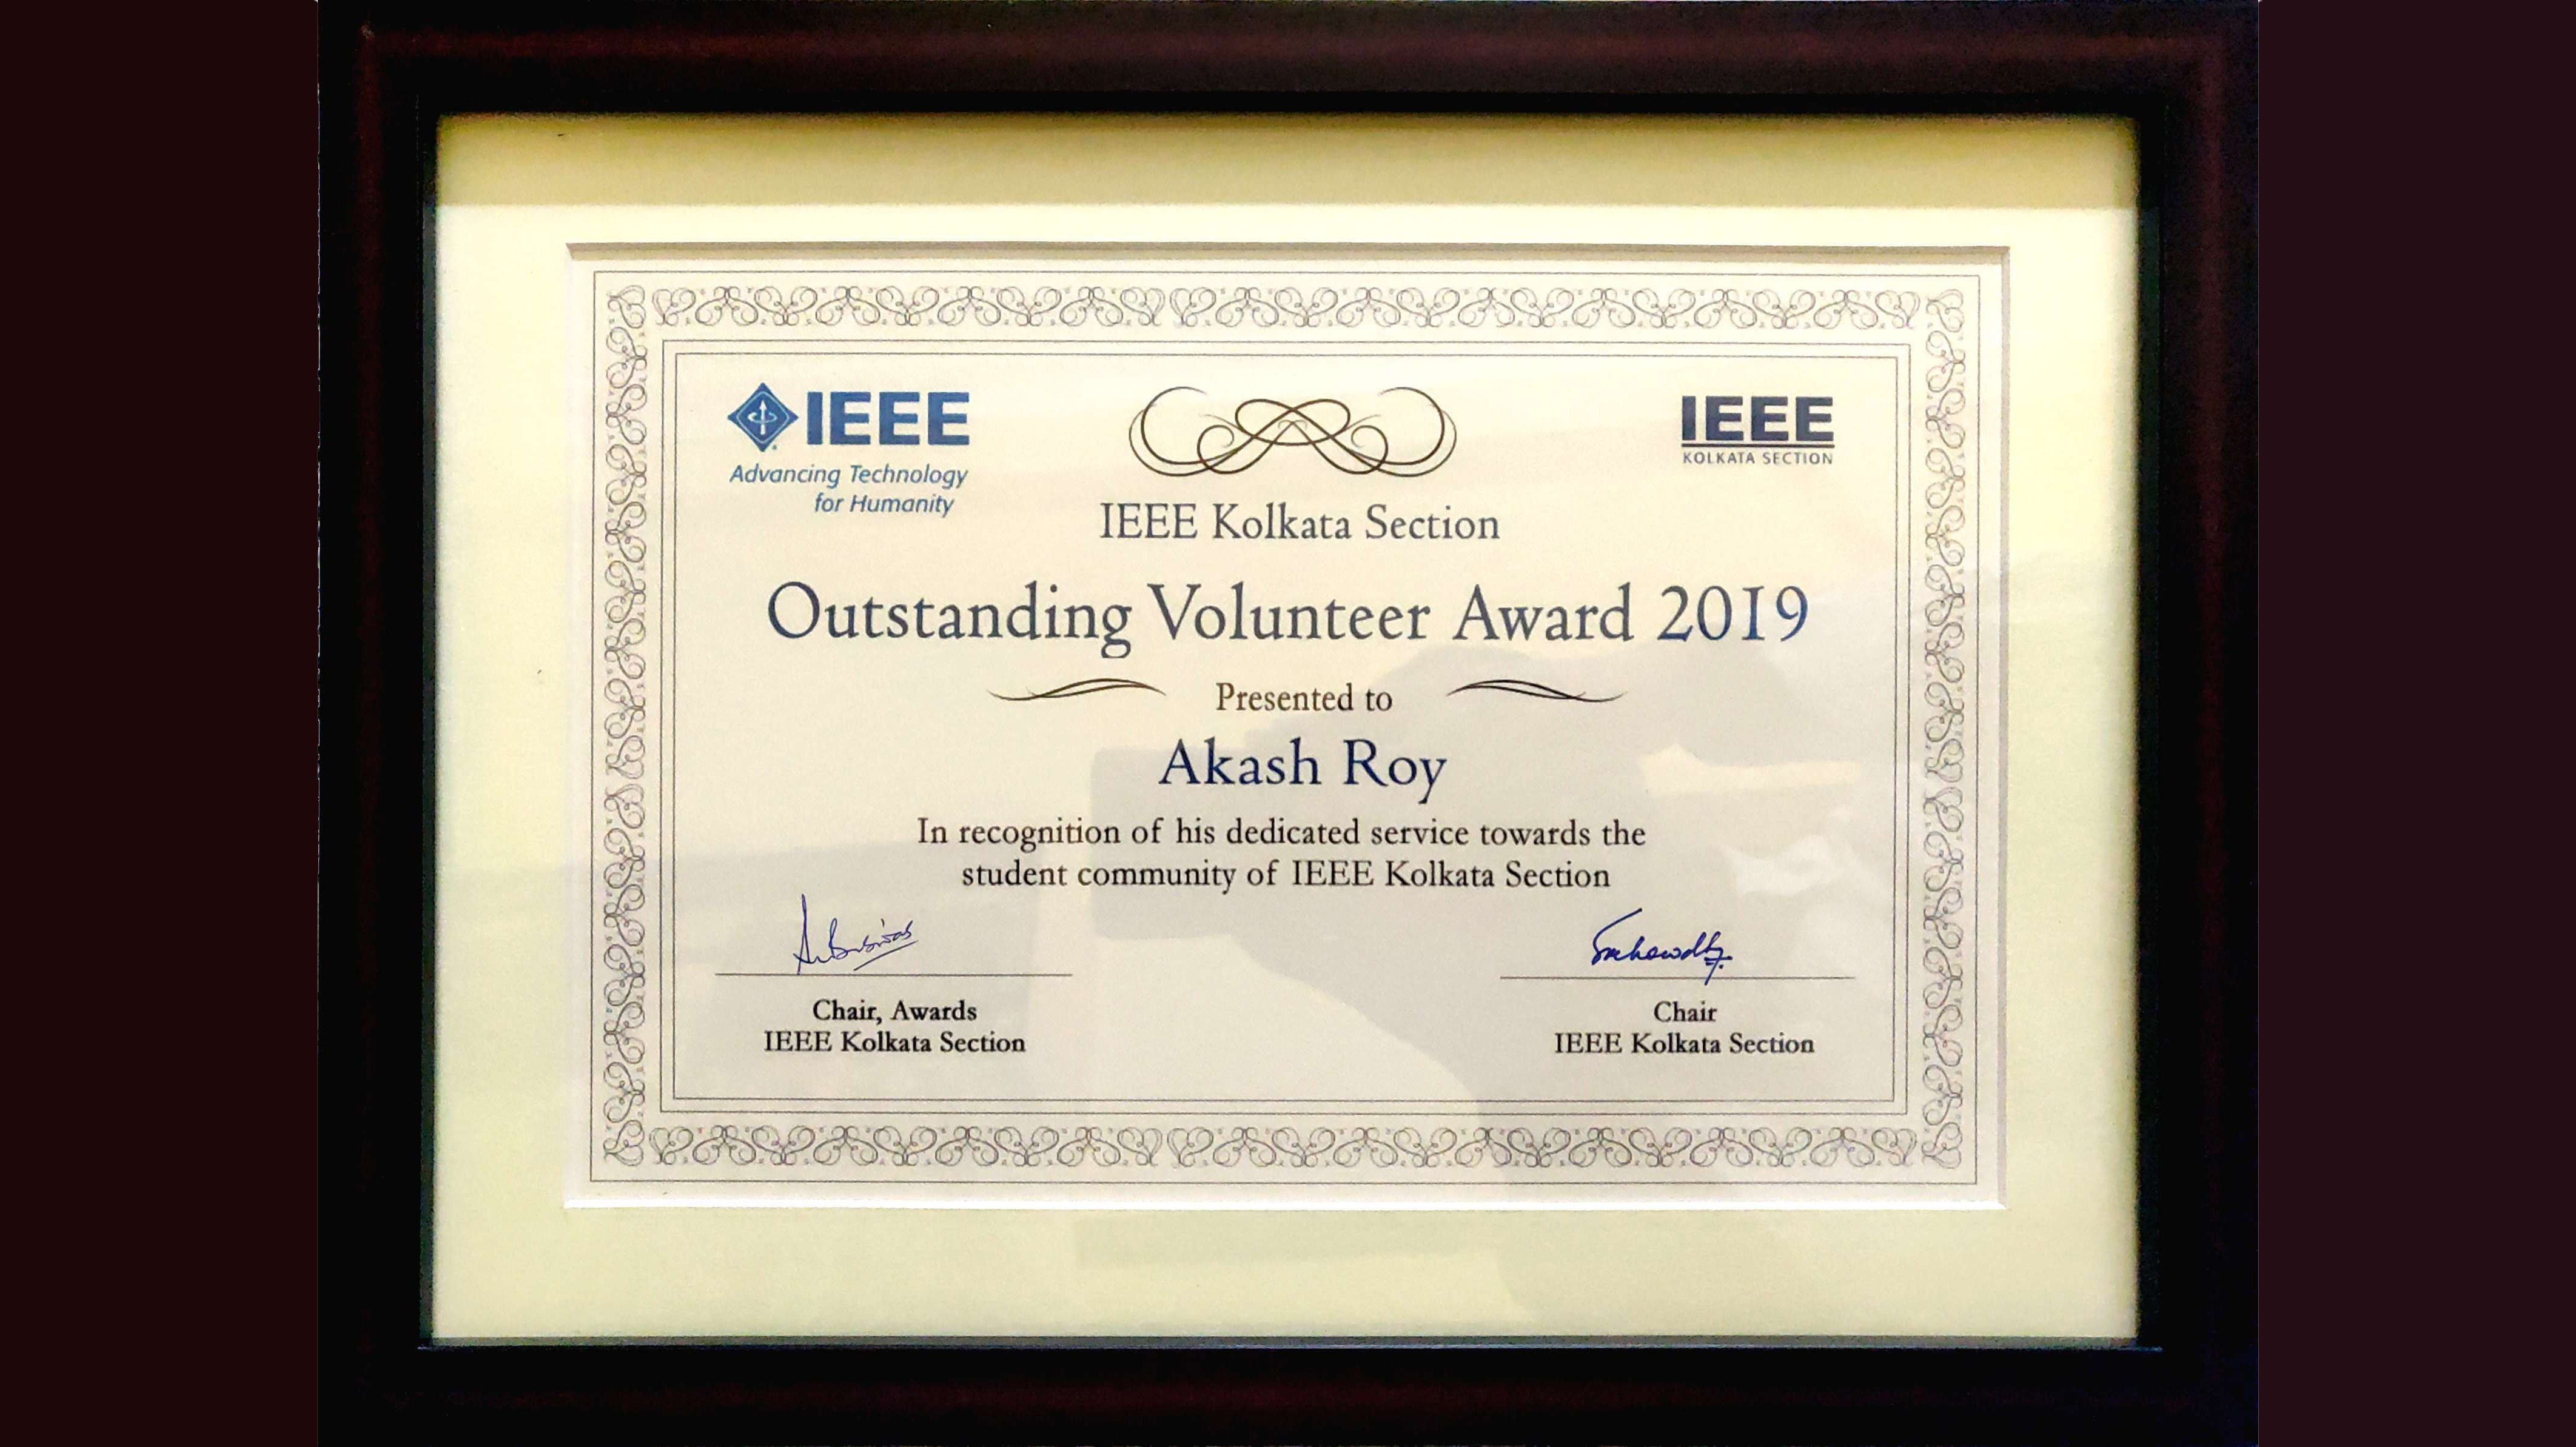 IEEE
Advancing Technology
for Humanity
IEEE
KOLKATA SECTION
IEEE Kolkata Section
Outstanding Volunteer Award 2019
Presented to
Akash Roy
In recognition of his dedicated service towards the
student community of IEEE Kolkata Section
Chair, Awards
IEEE Kolkata Section
Chair
IEEE Kolkata Section